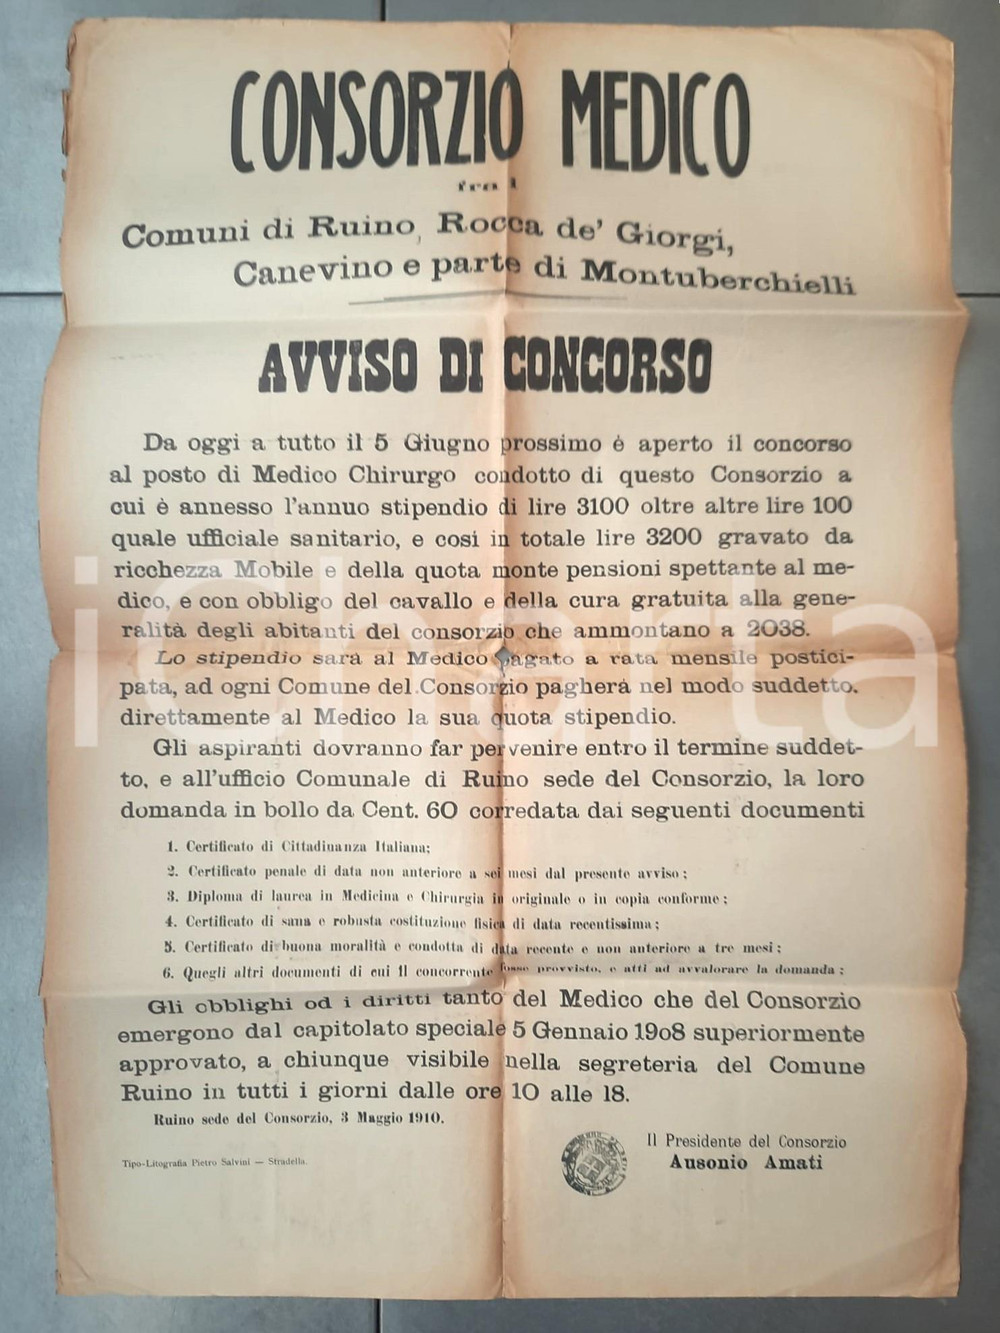 CONSORZIO MEDICO
fra i
Comuni di Ruino, Rocca de' Giorgi,
Canevino e parte di Montuberchielli
AVVISO DI CONCORSO
Da oggi a tutto il 5 Giugno prossimo è aperto il concorso
al posto di Medico Chirurgo condotto di questo Consorzio a
cui è annesso l'annuo stipendio di lire 3100 oltre altre lire 100
quale ufficiale sanitario, e cosi in totale lire 3200 gravato da
ricchezza Mobile e della quota monte pensioni spettante al me-
dico, e con obbligo del cavallo e della cura gratuita alla gene-
ralità degli abitanti del consorzio che ammontano a 2038.
Lo stipendio sarà al Medico pagato a rata mensile postici-
pata, ad ogni Comune del Consorzio pagherà nel modo suddetto.
direttamente al Medico la sua quota stipendio.
Gli aspiranti dovranno far pervenire entro il termine suddet-
to, e all'ufficio Comunale di Ruino sede del Consorzio, la loro
domanda in bollo da Cent. 60 corredata dai seguenti documenti
1. Certificato di Cittadinanza Italiana;
2. Certificato penale di data non anteriore a sei mesi dal presente avviso;
3. Diploma di laurea in Medicina e Chirurgia in originale o in copia conforme;
4. Certificato di sana e robusta costituzione fisica di data recentissima;
5. Certificato di buona moralità e condotta di data recente e non anteriore a tre mesi;
6. Quegli altri documenti di cui il concorrente fosse provvisto, e atti ad avvalorare la domanda;
Gli obblighi od i diritti tanto del Medico che del Consorzio
emergono dal capitolato speciale 5 Gennaio 1908 superiormente
approvato, a chiunque visibile nella segreteria del Comune
Ruino in tutti i giorni dalle ore 10 alle 18.
Ruino sede del Consorzio, 3 Maggio 1910.
Il Presidente del Consorzio
Ausonio Amati
Tipo-Litografia Pietro Salvini — Stradella.
iCharta